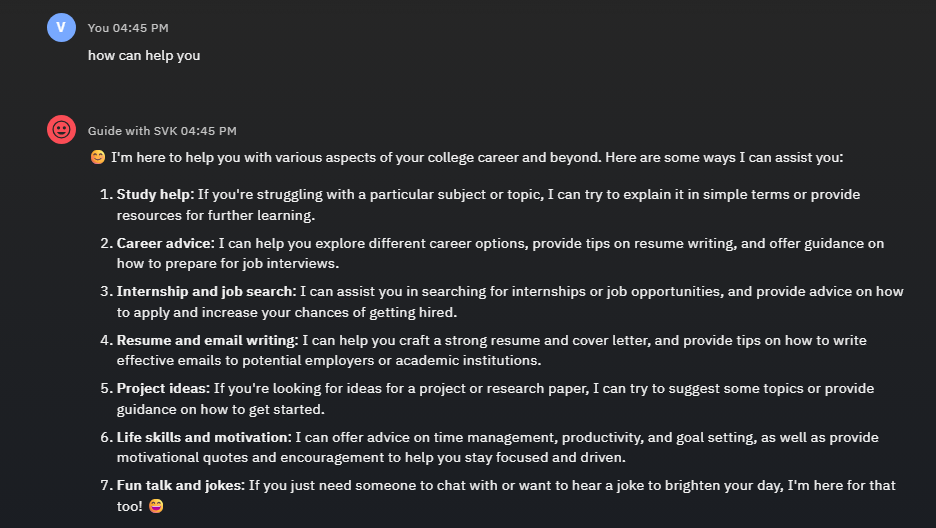 V
You 04:45 PM
how can help you
Guide with SVK 04:45 PM
😊 I'm here to help you with various aspects of your college career and beyond. Here are some ways I can assist you:
1. Study help: If you're struggling with a particular subject or topic, I can try to explain it in simple terms or provide
resources for further learning.
2. Career advice: I can help you explore different career options, provide tips on resume writing, and offer guidance on
how to prepare for job interviews.
3. Internship and job search: I can assist you in searching for internships or job opportunities, and provide advice on how
to apply and increase your chances of getting hired.
4. Resume and email writing: I can help you craft a strong resume and cover letter, and provide tips on how to write
effective emails to potential employers or academic institutions.
5. Project ideas: If you're looking for ideas for a project or research paper, I can try to suggest some topics or provide
guidance on how to get started.
6. Life skills and motivation: I can offer advice on time management, productivity, and goal setting, as well as provide
motivational quotes and encouragement to help you stay focused and driven.
7. Fun talk and jokes: If you just need someone to chat with or want to hear a joke to brighten your day, I'm here for that
too! 😄